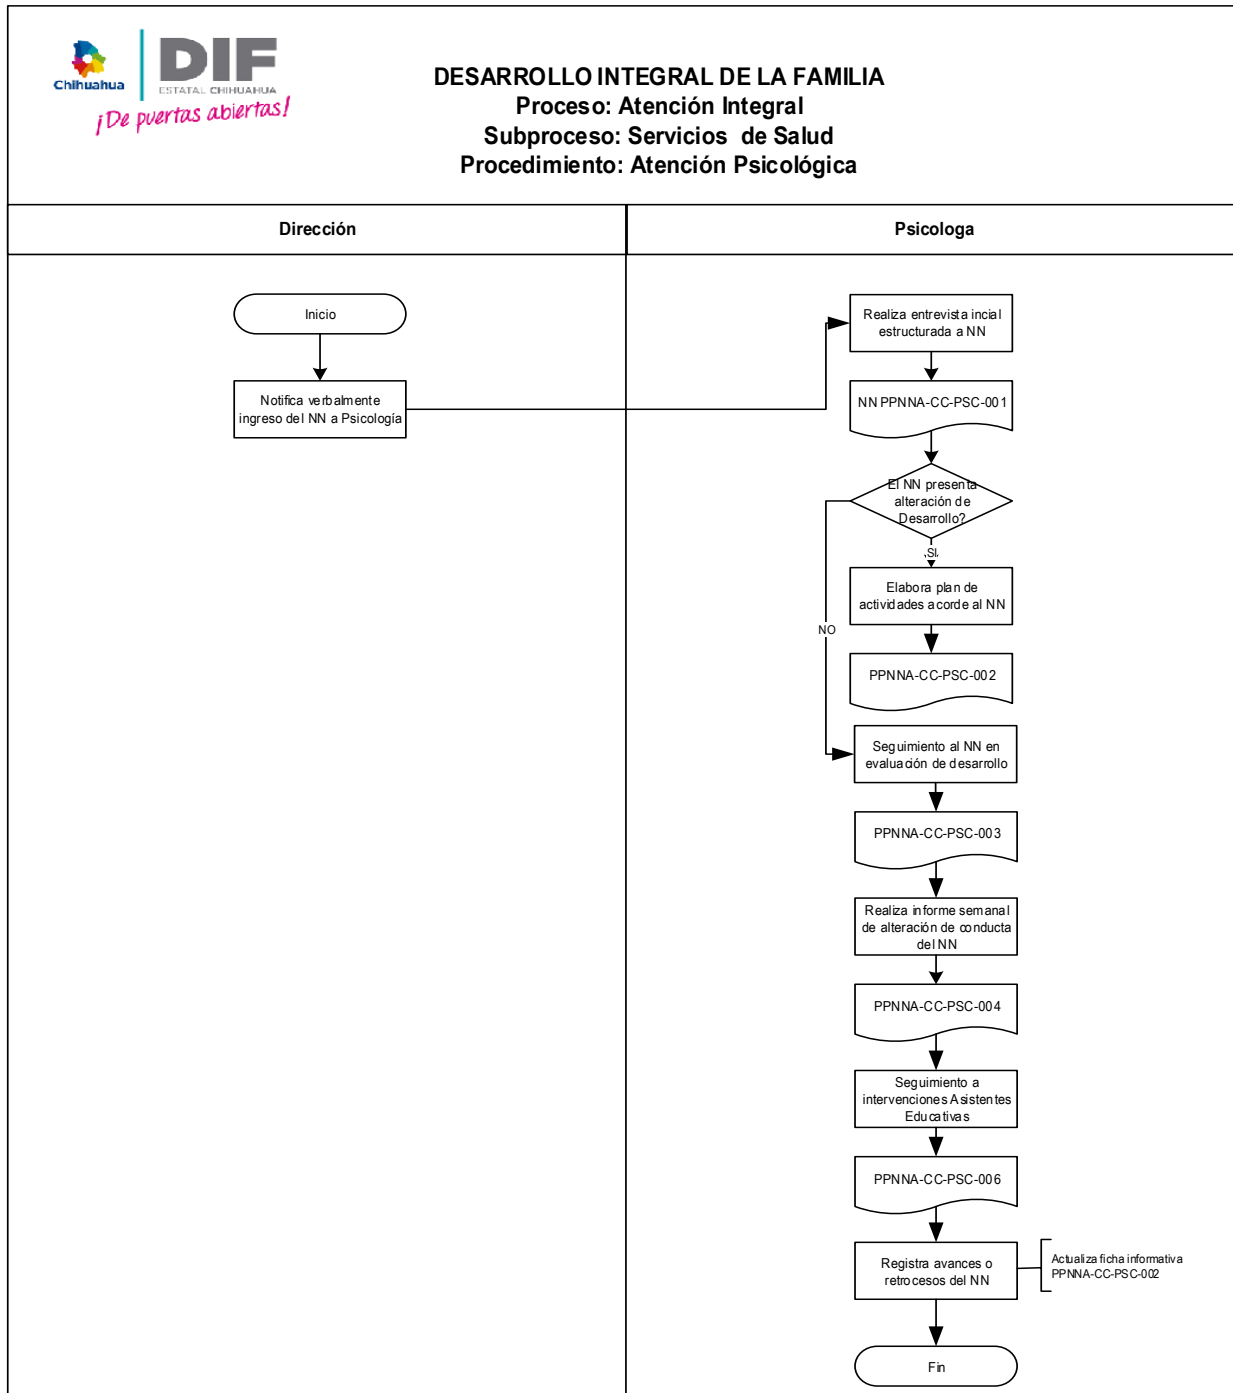 Chihuahua
DIF
ESTATAL CHIHUAHUA
¡De puertas abiertas!
DESARROLLO INTEGRAL DE LA FAMILIA
Proceso: Atención Integral
Subproceso: Servicios de Salud
Procedimiento: Atención Psicológica
Dirección
Psicologa
Inicio
Notifica verbalmente
ingreso del NN a Psicología
Realiza entrevista incial
estructurada a NN
NN PPNNA-CC-PSC-001
El NN presenta
alteración de
Desarrollo?
SI
Elabora plan de
actividades acorde al NN
NO
PPNNA-CC-PSC-002
Seguimiento al NN en
evaluación de desarrollo
PPNNA-CC-PSC-003
Realiza informe semanal
de alteración de conducta
del NN
PPNNA-CC-PSC-004
Seguimiento a
intervenciones Asistentes
Educativas
PPNNA-CC-PSC-006
Registra avances o
retrocesos del NN
Actualiza ficha informativa
PPNNA-CC-PSC-002
Fin